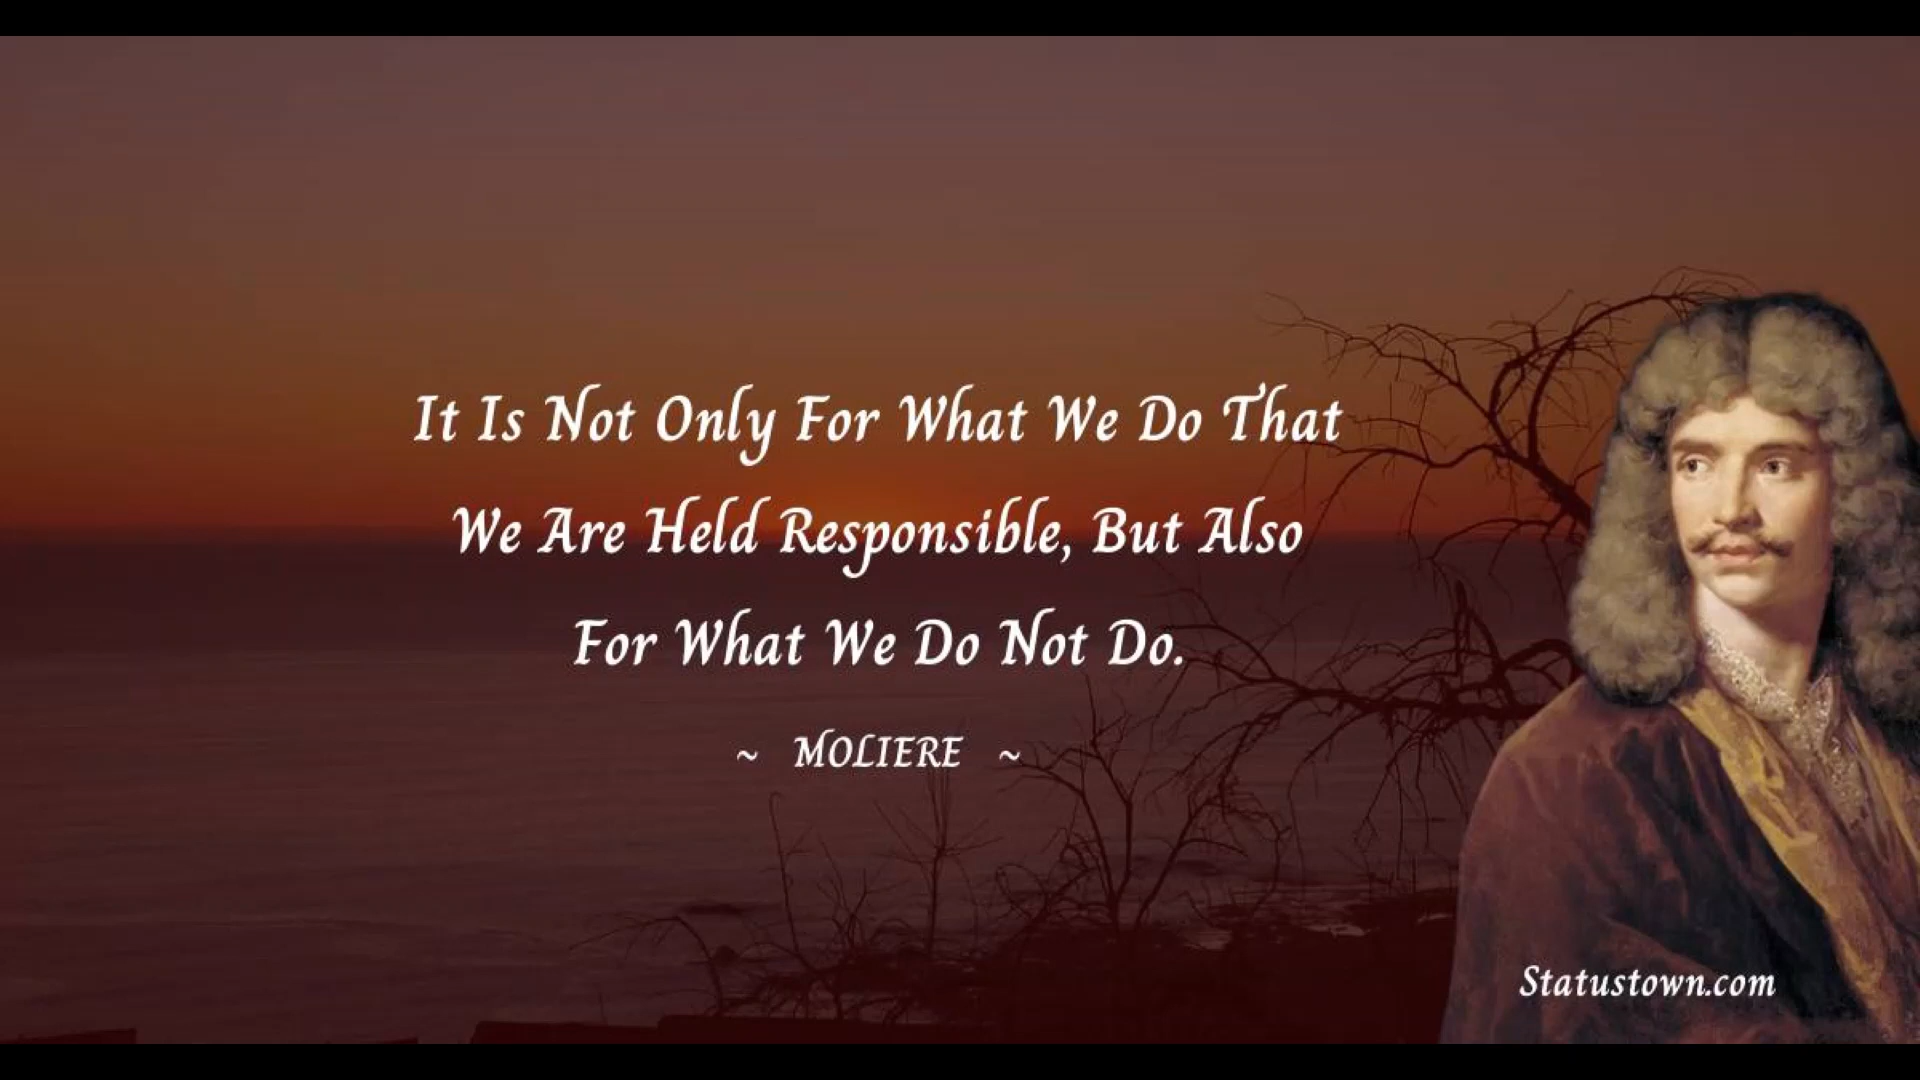 It Is Not Only For What We Do That
We Are Held Responsible, But Also
For What We Do Not Do.
~ MOLIERE ~
Statustown.com